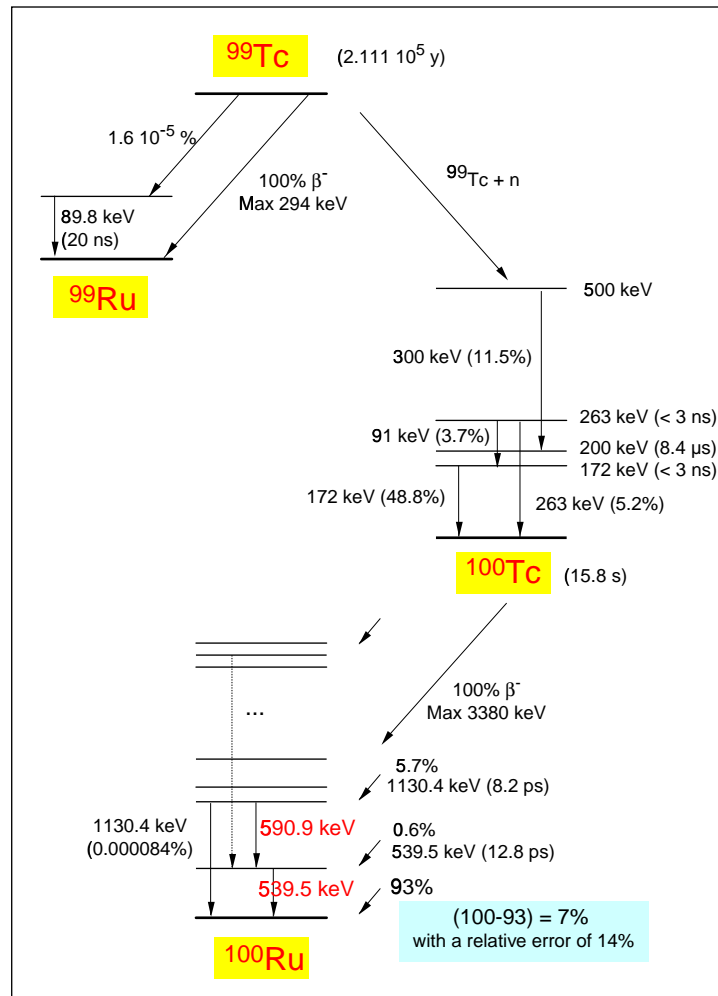 ⁹⁹Tc (2.111 10⁵ y)
1.6 10⁻⁵ %
100% β⁻
Max 294 keV
⁹⁹Tc + n
89.8 keV
(20 ns)
⁹⁹Ru
500 keV
300 keV (11.5%)
263 keV (< 3 ns)
91 keV (3.7%)
200 keV (8.4 µs)
172 keV (< 3 ns)
172 keV (48.8%)
263 keV (5.2%)
¹⁰⁰Tc (15.8 s)
100% β⁻
Max 3380 keV
...
5.7%
1130.4 keV (8.2 ps)
1130.4 keV
(0.000084%)
590.9 keV
0.6%
539.5 keV (12.8 ps)
539.5 keV
93%
(100-93) = 7%
with a relative error of 14%
¹⁰⁰Ru